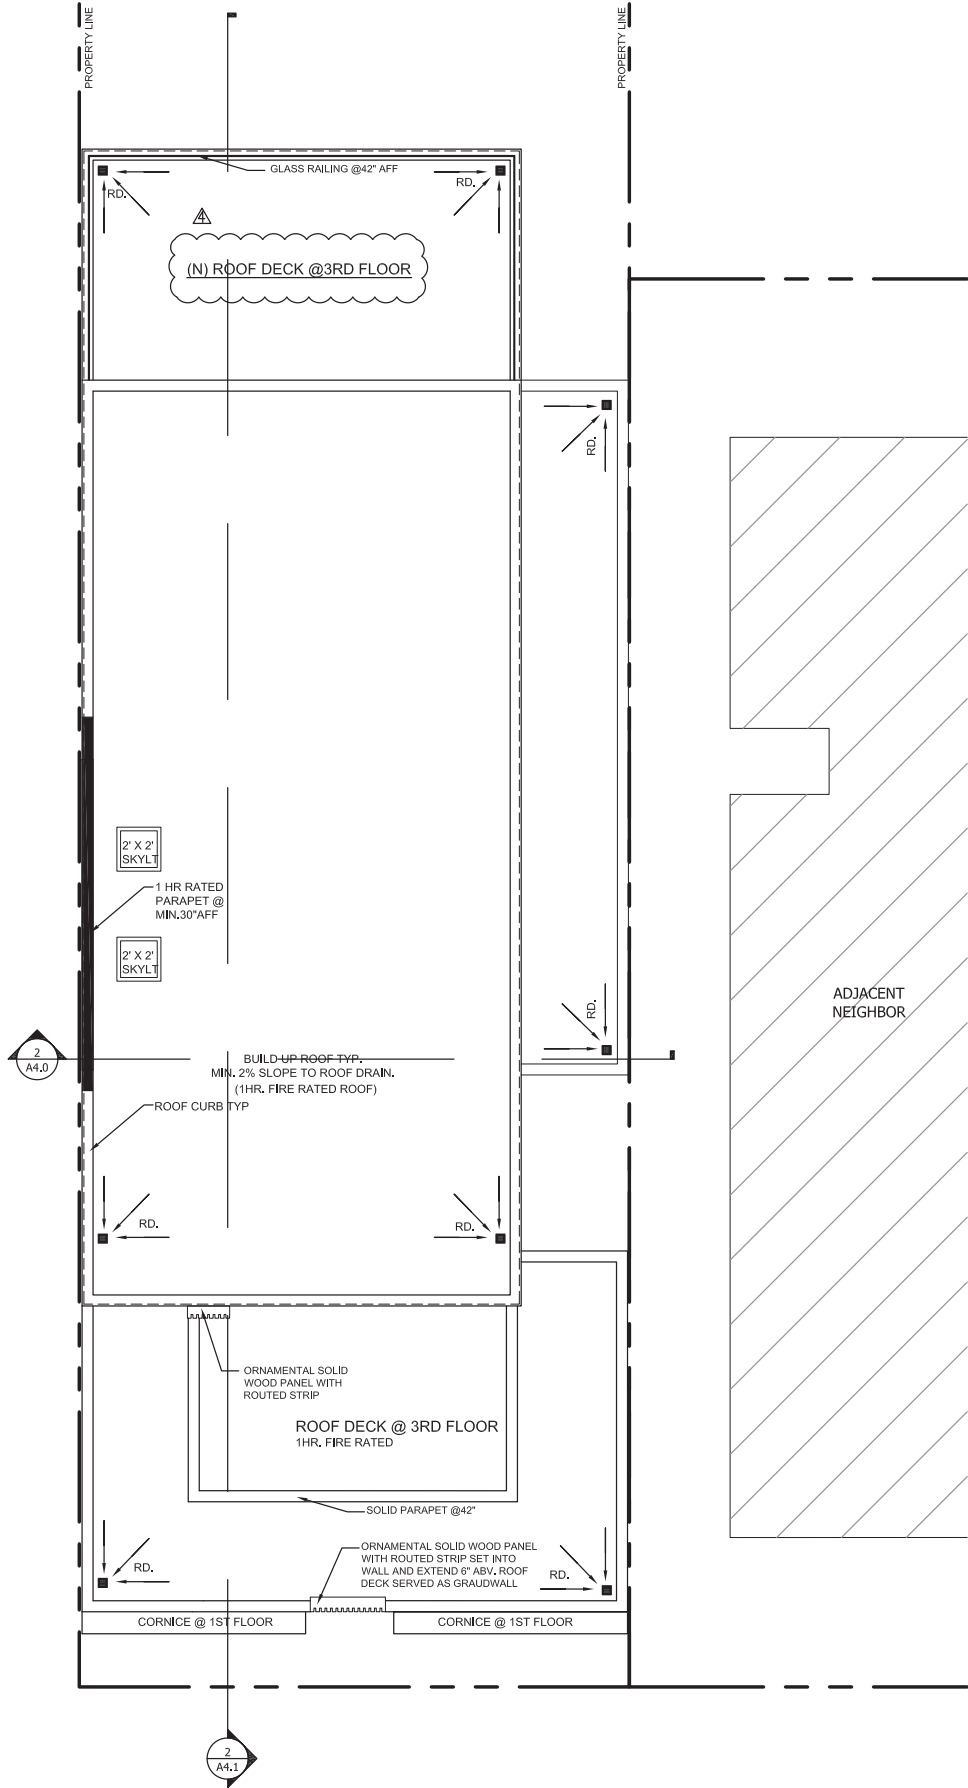 PROPERTY LINE
PROPERTY LINE
GLASS RAILING @42" AFF
RD.
RD.
4
(N) ROOF DECK @3RD FLOOR
RD.
2' X 2'
SKYLT
1 HR RATED
PARAPET @
MIN.30"AFF
2' X 2'
SKYLT
ADJACENT
NEIGHBOR
RD.
2
A4.0
BUILD-UP ROOF TYP.
MIN. 2% SLOPE TO ROOF DRAIN.
(1HR. FIRE RATED ROOF)
ROOF CURB TYP
RD.
RD.
ORNAMENTAL SOLID
WOOD PANEL WITH
ROUTED STRIP
ROOF DECK @ 3RD FLOOR
1HR. FIRE RATED
SOLID PARAPET @42"
ORNAMENTAL SOLID WOOD PANEL
WITH ROUTED STRIP SET INTO
WALL AND EXTEND 6" ABV. ROOF
DECK SERVED AS GRAUDWALL
RD.
RD.
CORNICE @ 1ST FLOOR
CORNICE @ 1ST FLOOR
2
A4.1